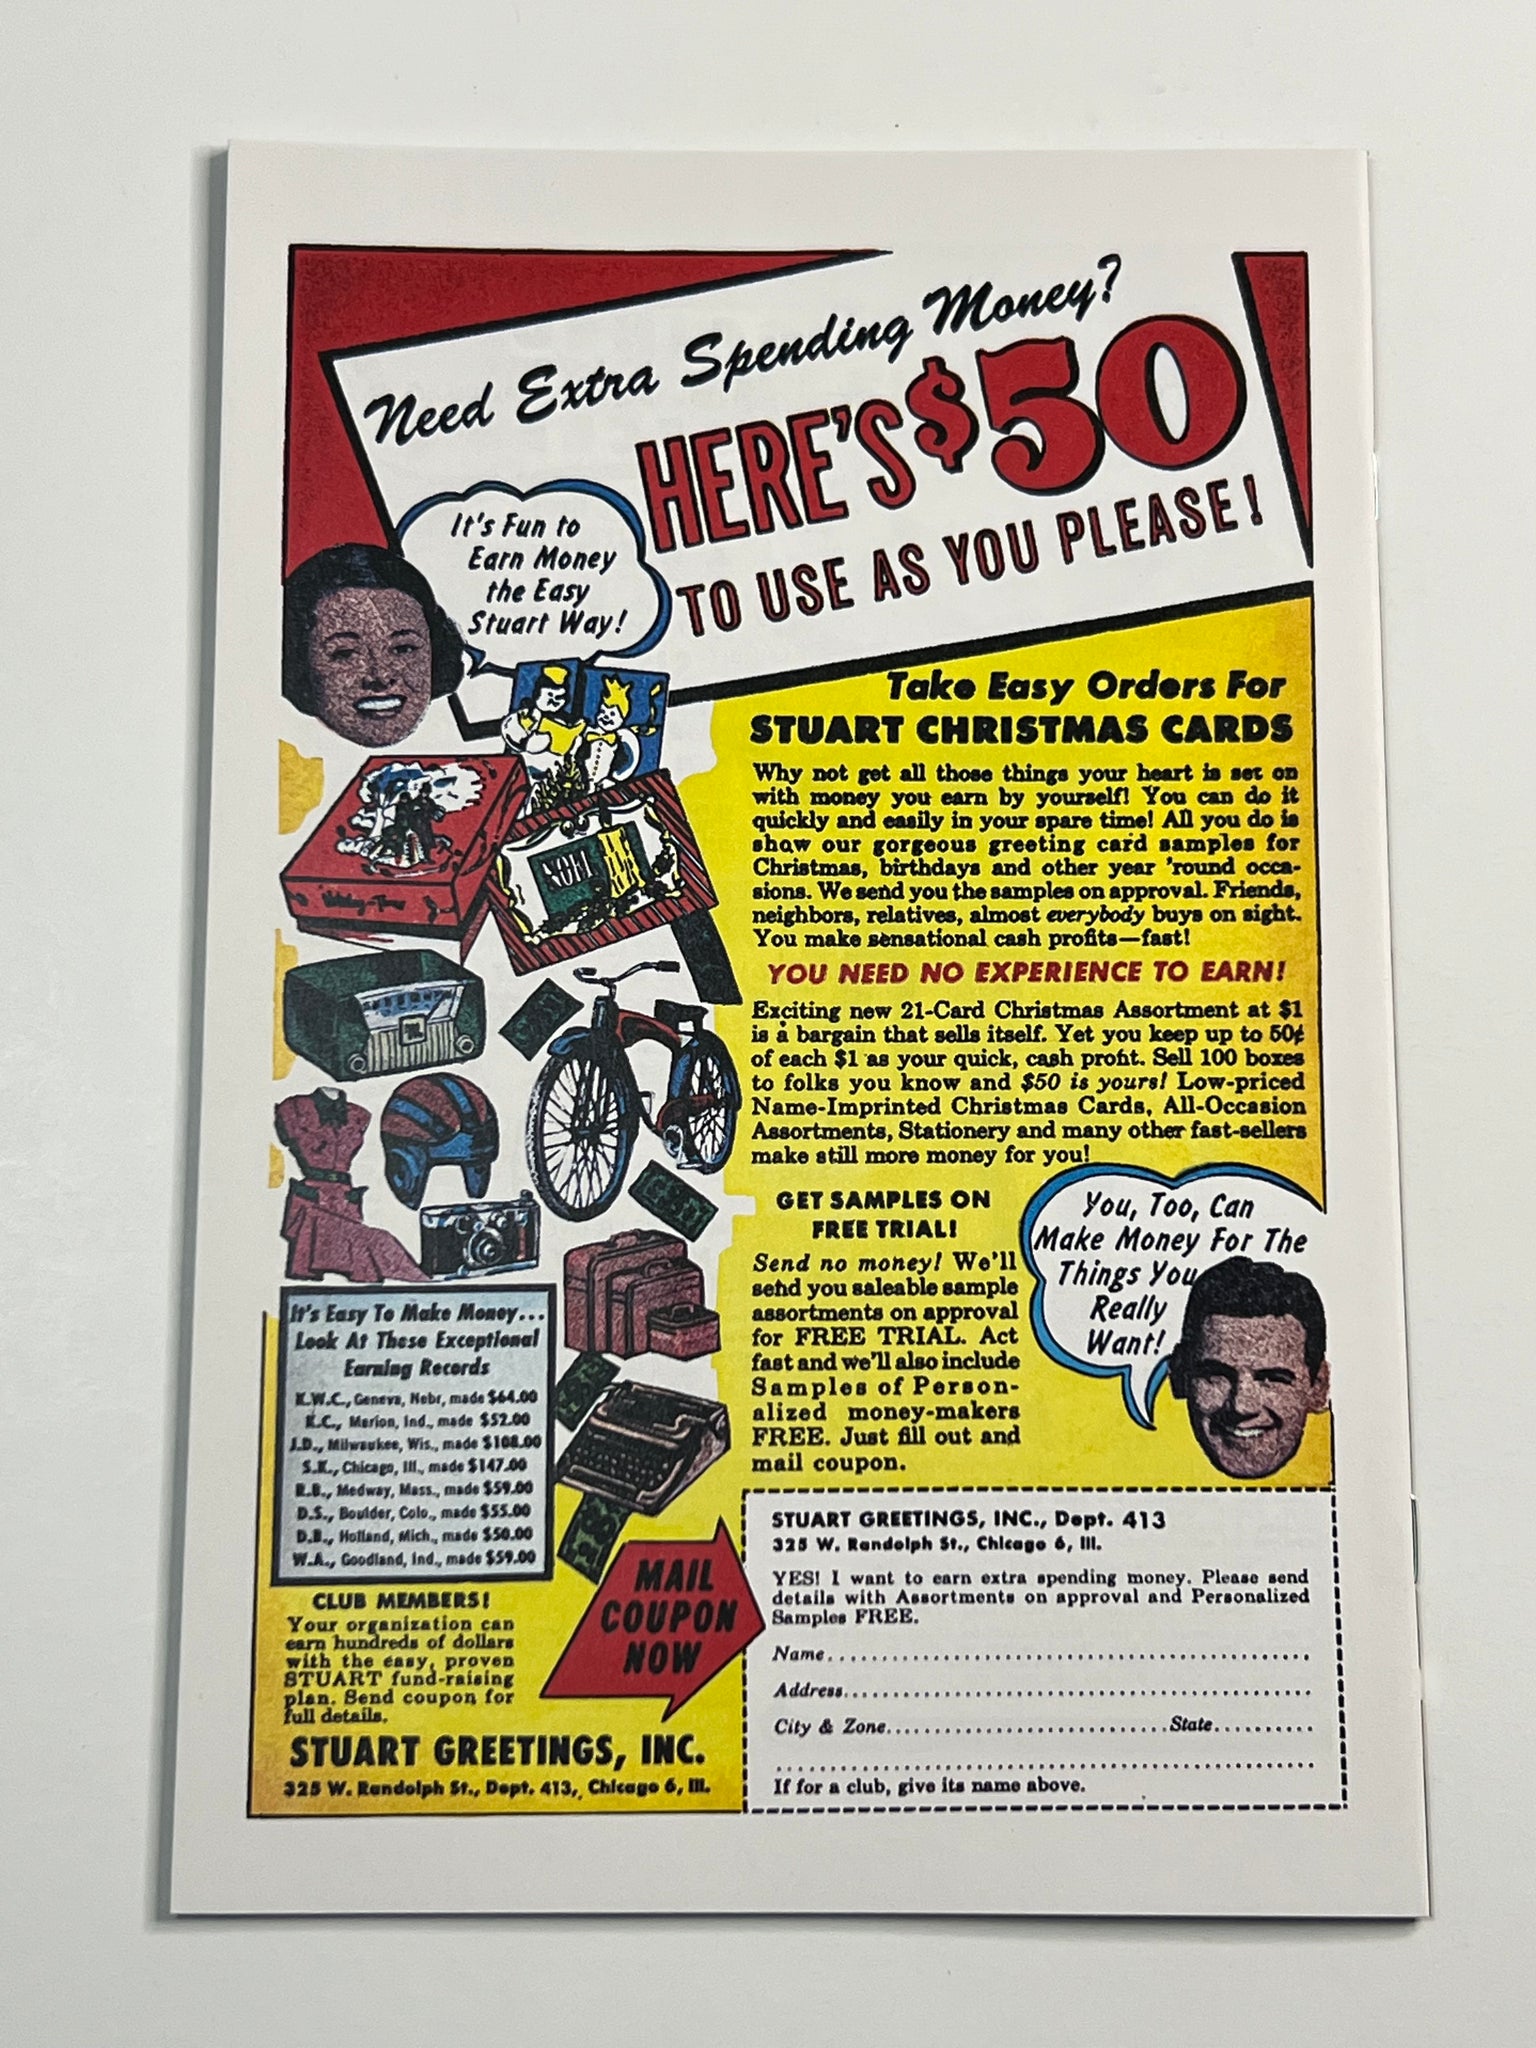 Need Extra Spending Money?
HERE'S $50
TO USE AS YOU PLEASE!
It's Fun to
Earn Money
the Easy
Stuart Way!
Take Easy Orders For
STUART CHRISTMAS CARDS
Why not get all those things your heart is set on
with money you earn by yourself! You can do it
quickly and easily in your spare time! All you do is
show our gorgeous greeting card samples for
Christmas, birthdays and other year 'round occa-
sions. We send you the samples on approval. Friends,
neighbors, relatives, almost everybody buys on sight.
You make sensational cash profits—fast!
YOU NEED NO EXPERIENCE TO EARN!
Exciting new 21-Card Christmas Assortment at $1
is a bargain that sells itself. Yet you keep up to 50¢
of each $1 as your quick, cash profit. Sell 100 boxes
to folks you know and $50 is yours! Low-priced
Name-Imprinted Christmas Cards, All-Occasion
Assortments, Stationery and many other fast-sellers
make still more money for you!
GET SAMPLES ON
FREE TRIAL!
Send no money! We'll
send you saleable sample
assortments on approval
for FREE TRIAL. Act
fast and we'll also include
Samples of Person-
alized money-makers
FREE. Just fill out and
mail coupon.
You, Too, Can
Make Money For The
Things You
Really
Want!
It's Easy To Make Money...
Look At These Exceptional
Earning Records
K.W.C., Geneva, Nebr, made $64.00
K.C., Marion, Ind., made $52.00
J.D., Milwaukee, Wis., made $108.00
S.K., Chicago, Ill., made $147.00
R.B., Medway, Mass., made $59.00
D.S., Boulder, Colo., made $55.00
D.B., Holland, Mich., made $50.00
W.A., Goodland, Ind., made $59.00
CLUB MEMBERS!
Your organization can
earn hundreds of dollars
with the easy, proven
STUART fund-raising
plan. Send coupon for
full details.
STUART GREETINGS, INC.
325 W. Randolph St., Dept. 413, Chicago 6, Ill.
MAIL
COUPON
NOW
STUART GREETINGS, INC., Dept. 413
325 W. Randolph St., Chicago 6, Ill.
YES! I want to earn extra spending money. Please send
details with Assortments on approval and Personalized
Samples FREE.
Name
Address
City & Zone State
If for a club, give its name above.